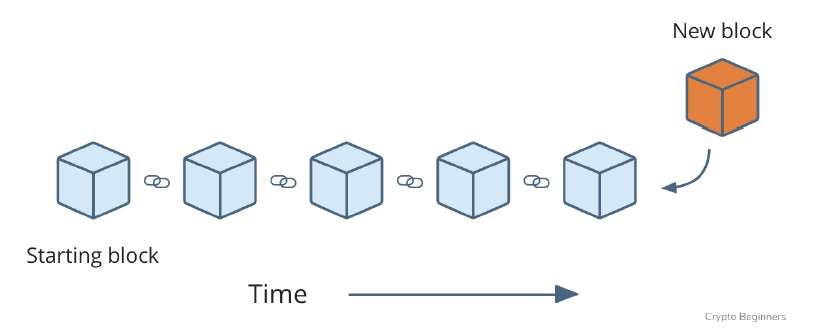 New block
Starting block
Time
Crypto Beginners